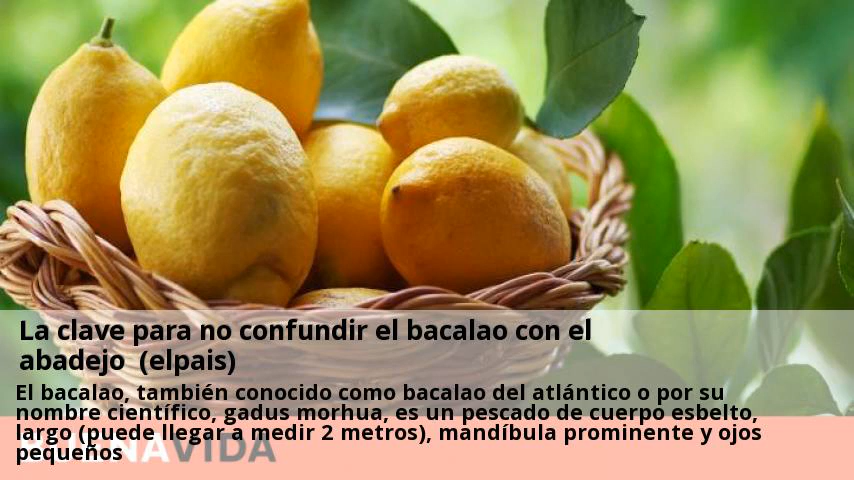 La clave para no confundir el bacalao con el
abadejo (elpais)
El bacalao, también conocido como bacalao del atlántico o por su
nombre científico, gadus morhua, es un pescado de cuerpo esbelto,
largo (puede llegar a medir 2 metros), mandíbula prominente y ojos
pequeños
BUENAVIDA